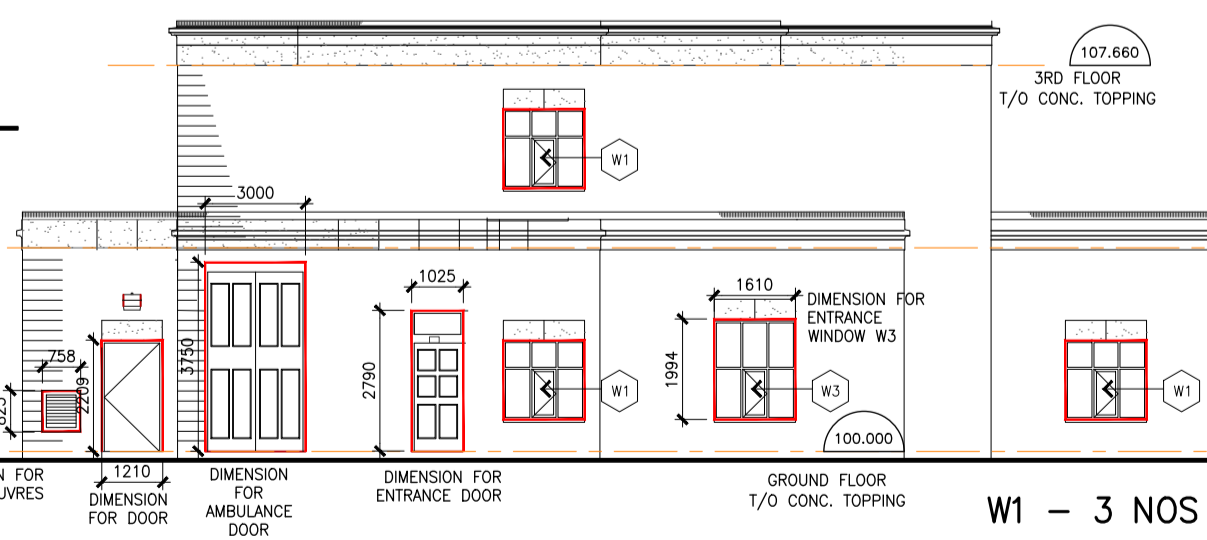 107.660
3RD FLOOR
T/O CONC. TOPPING
W1
3000
1025
1610
DIMENSION FOR
ENTRANCE
WINDOW W3
758
2209
3750
2790
1994
W1
W3
W1
100.000
1210
N FOR
UVRES
DIMENSION
FOR DOOR
DIMENSION
FOR
AMBULANCE
DOOR
DIMENSION FOR
ENTRANCE DOOR
GROUND FLOOR
T/O CONC. TOPPING
W1 – 3 NOS